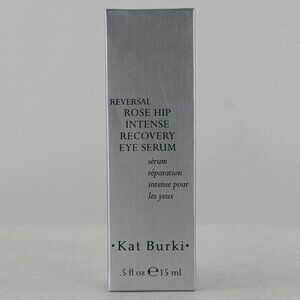 REVERSAL
ROSE HIP
INTENSE
RECOVERY
EYE SERUM
sérum
réparation
intense pour
les yeux
•Kat Burki•
.5 fl oz ℮ 15 ml